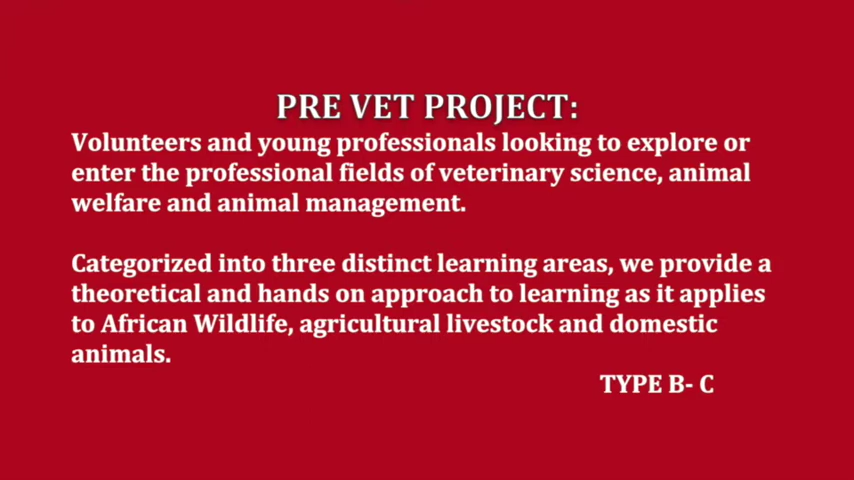 PRE VET PROJECT:
Volunteers and young professionals looking to explore or
enter the professional fields of veterinary science, animal
welfare and animal management.
Categorized into three distinct learning areas, we provide a
theoretical and hands on approach to learning as it applies
to African Wildlife, agricultural livestock and domestic
animals.
TYPE B- C